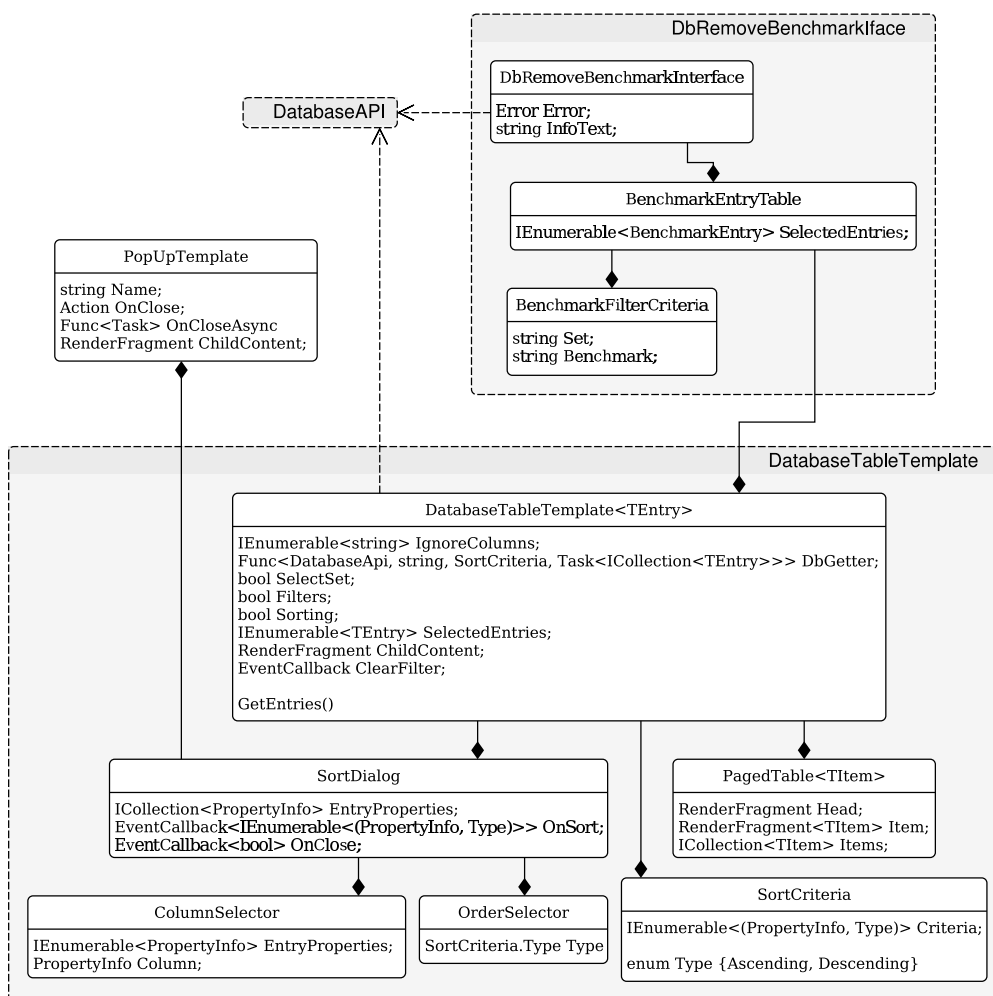 DbRemoveBenchmarkIface
DbRemoveBenchmarkInterface
Error Error;
string InfoText;
DatabaseAPI
BenchmarkEntryTable
IEnumerable<BenchmarkEntry> SelectedEntries;
PopUpTemplate
string Name;
Action OnClose;
Func<Task> OnCloseAsync
RenderFragment ChildContent;
BenchmarkFilterCriteria
string Set;
string Benchmark;
DatabaseTableTemplate
DatabaseTableTemplate<TEntry>
IEnumerable<string> IgnoreColumns;
Func<DatabaseApi, string, SortCriteria, Task<ICollection<TEntry>>> DbGetter;
bool SelectSet;
bool Filters;
bool Sorting;
IEnumerable<TEntry> SelectedEntries;
RenderFragment ChildContent;
EventCallback ClearFilter;
GetEntries()
SortDialog
ICollection<PropertyInfo> EntryProperties;
EventCallback<IEnumerable<(PropertyInfo, Type)>> OnSort;
EventCallback<bool> OnClose;
PagedTable<TItem>
RenderFragment Head;
RenderFragment<TItem> Item;
ICollection<TItem> Items;
ColumnSelector
IEnumerable<PropertyInfo> EntryProperties;
PropertyInfo Column;
OrderSelector
SortCriteria.Type Type
SortCriteria
IEnumerable<(PropertyInfo, Type)> Criteria;
enum Type {Ascending, Descending}